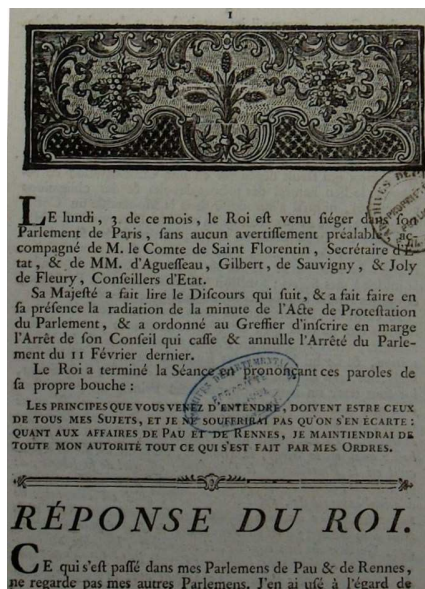 1
LE lundi, 3 de ce mois, le Roi est venu siéger dans son
Parlement de Paris, sans aucun avertissement préalable
compagné de M. le Comte de Saint Florentin, Secrétaire d'E-
tat, & de MM. d'Aguesseau, Gilbert, de Sauvigny, & Joly
de Fleury, Conseillers d'Etat.
Sa Majesté a fait lire le Discours qui suit, & a fait faire en
sa présence la radiation de la minute de l'Acte de Protestation
du Parlement, & a ordonné au Greffier d'inscrire en marge
l'Arrêt de son Conseil qui casse & annulle l'Arrêté du Parle-
ment du 11 Février dernier.
Le Roi a terminé la Séance en prononçant ces paroles de
sa propre bouche :
LES PRINCIPES QUE VOUS VENEZ D'ENTENDRE, DOIVENT ESTRE CEUX
DE TOUS MES SUJETS, ET JE NE SOUFFRIRAI PAS QU'ON S'EN ÉCARTE :
QUANT AUX AFFAIRES DE PAU ET DE RENNES, JE MAINTIENDRAI DE
TOUTE MON AUTORITÉ TOUT CE QUI S'EST FAIT PAR MES ORDRES.
RÉPONSE DU ROI.
CE qui s'est passé dans mes Parlemens de Pau & de Rennes,
ne regarde pas mes autres Parlemens. J'en ai usé à l'égard de